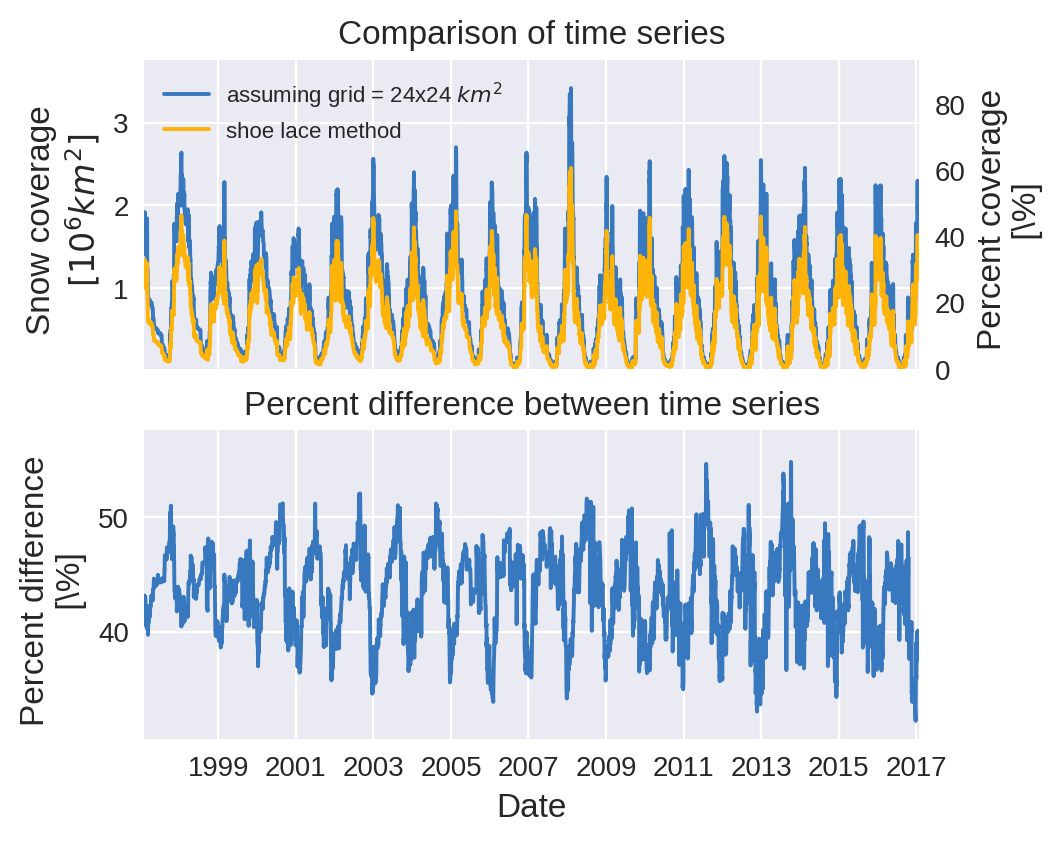 Comparison of time series
assuming grid = 24x24 km²
shoe lace method
Snow coverage
[10⁶km²]
3
2
1
80
60
40
20
0
Percent coverage
[\%]
Percent difference between time series
Percent difference
[\%]
50
40
1999 2001 2003 2005 2007 2009 2011 2013 2015 2017
Date